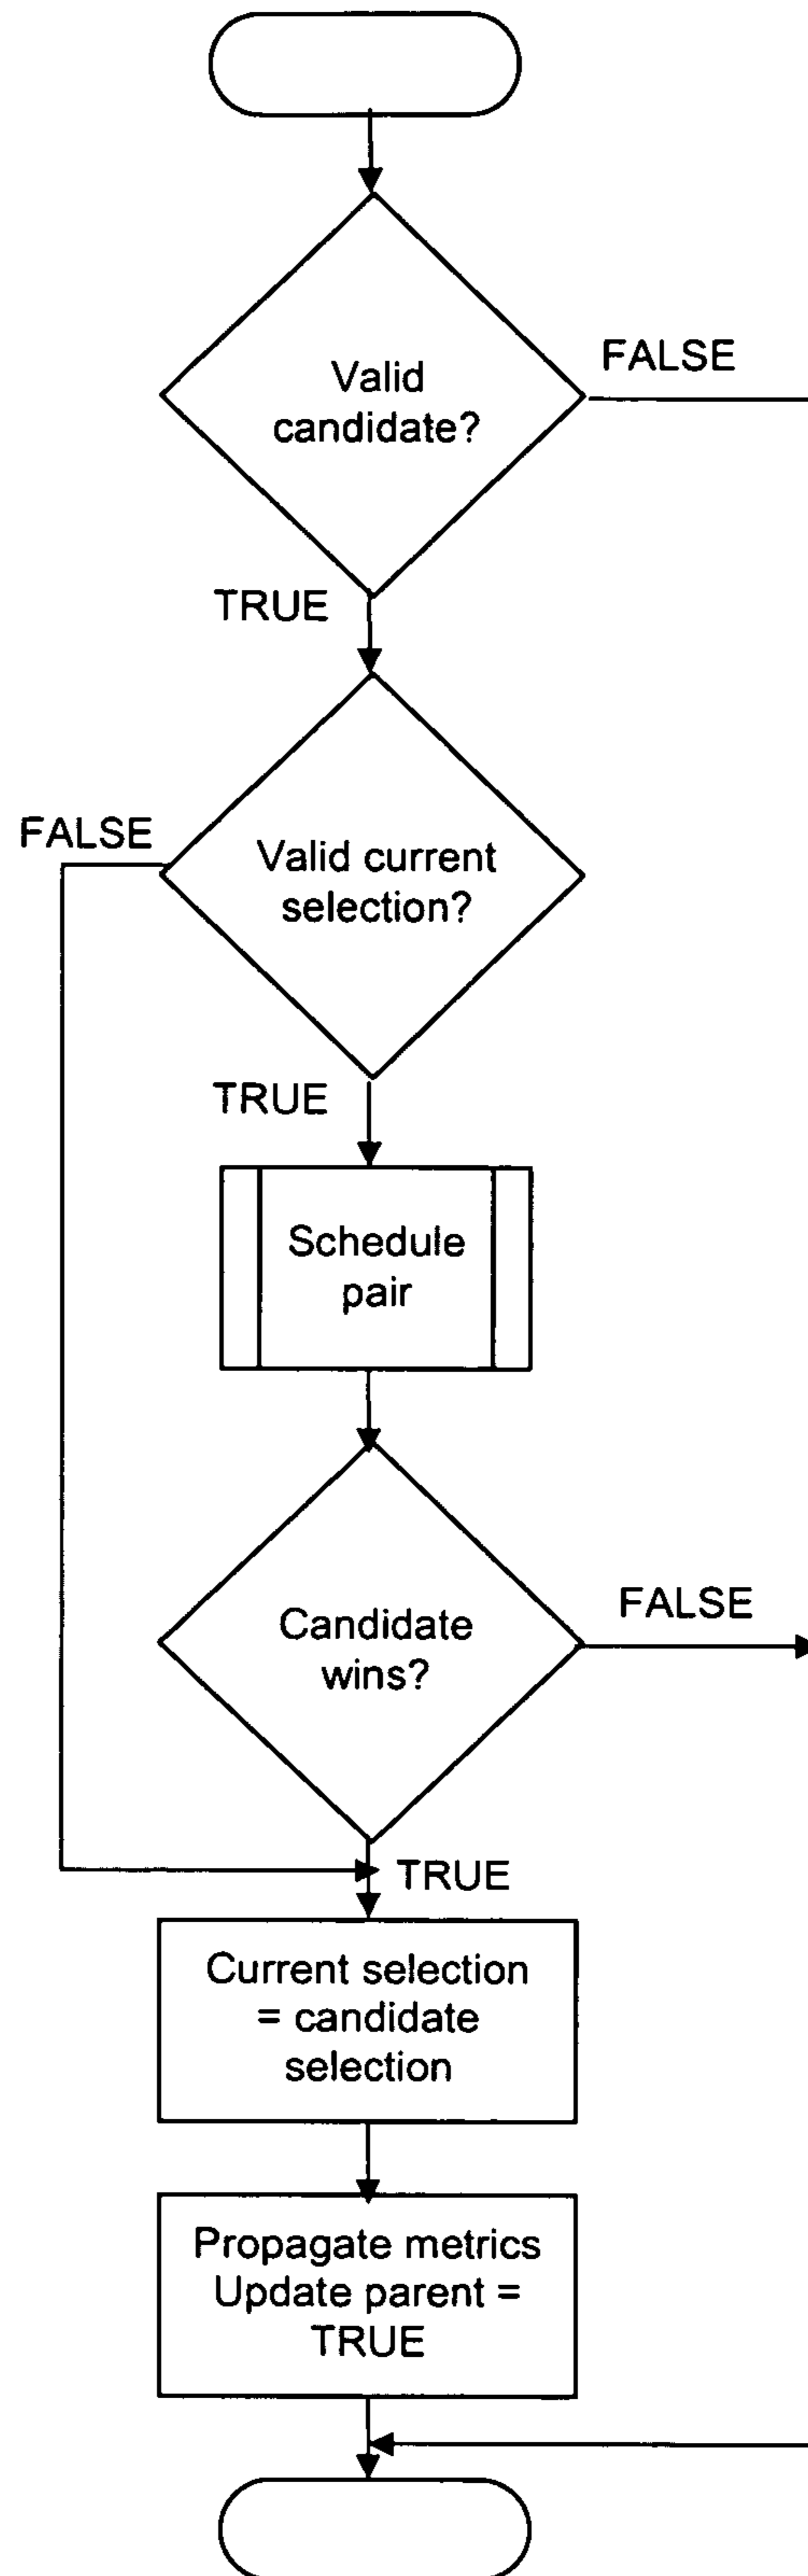 Valid
candidate?
FALSE
TRUE
FALSE
Valid current
selection?
TRUE
Schedule
pair
Candidate
wins?
FALSE
TRUE
Current selection
= candidate
selection
Propagate metrics
Update parent =
TRUE